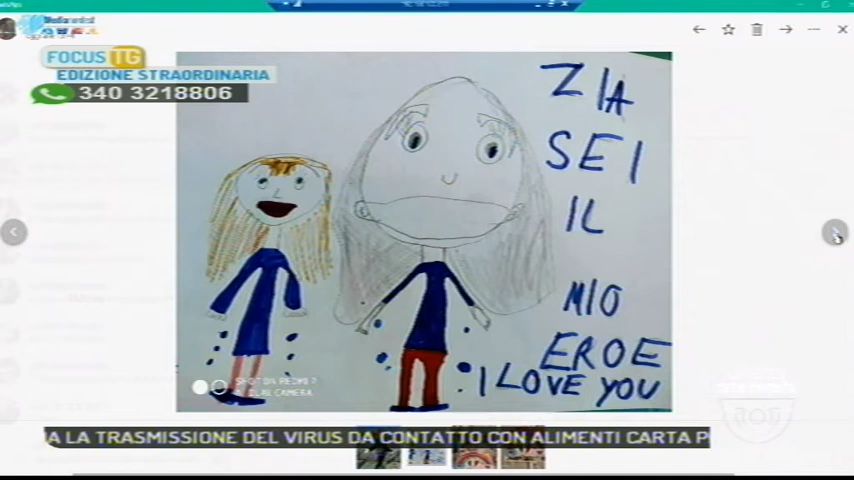 FOCUS TG
EDIZIONE STRAORDINARIA
340 3218806
ZIA
SEI
IL
MIO
EROE
I LOVE YOU
SHOT ON REDMI 7
DUAL CAMERA
A LA TRASMISSIONE DEL VIRUS DA CONTATTO CON ALIMENTI CARTA P